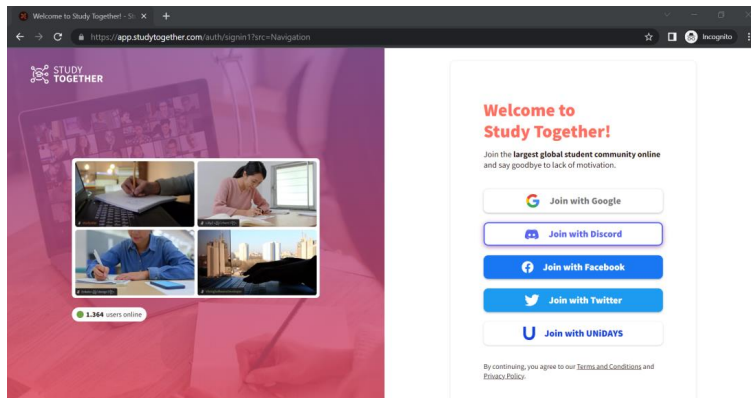 Welcome to Study Together! - St
https://app.studytogether.com/auth/signin1?src=Navigation
Incognito
STUDY
TOGETHER
1.364 users online
Welcome to
Study Together!
Join the largest global student community online
and say goodbye to lack of motivation.
Join with Google
Join with Discord
Join with Facebook
Join with Twitter
Join with UNiDAYS
By continuing, you agree to our Terms and Conditions and
Privacy Policy.